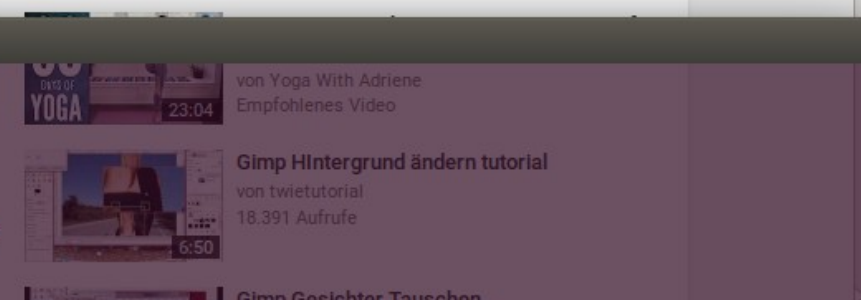 DAYS OF
YOGA
23:04
von Yoga With Adriene
Empfohlenes Video
Gimp HIntergrund ändern tutorial
von twietutorial
18.391 Aufrufe
6:50
Gimp Gesichter Tauschen